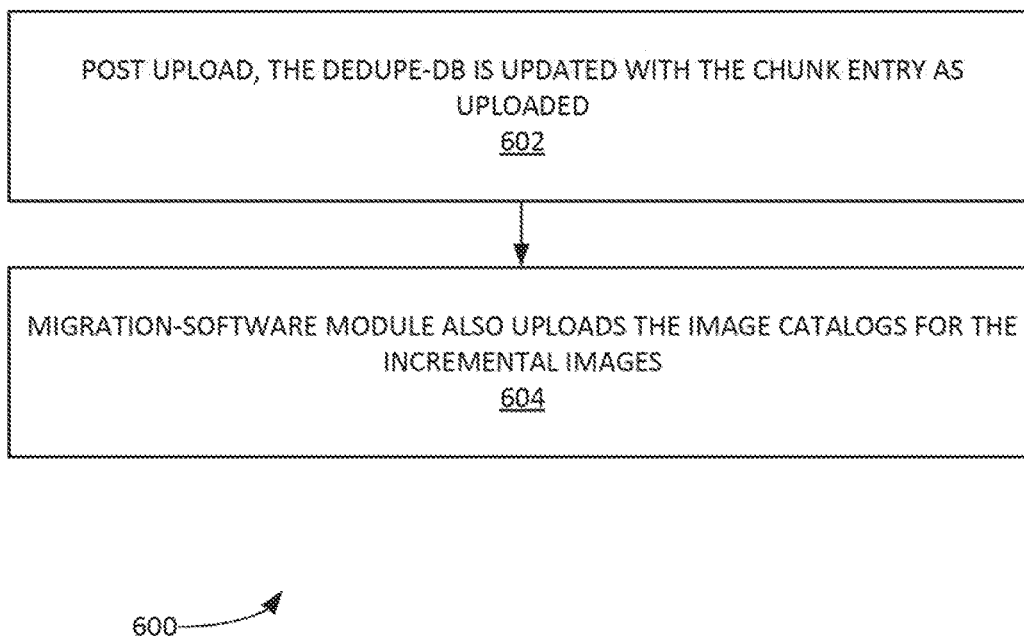 POST UPLOAD, THE DEDUPE-DB IS UPDATED WITH THE CHUNK ENTRY AS
UPLOADED
602
MIGRATION-SOFTWARE MODULE ALSO UPLOADS THE IMAGE CATALOGS FOR THE
INCREMENTAL IMAGES
604
600